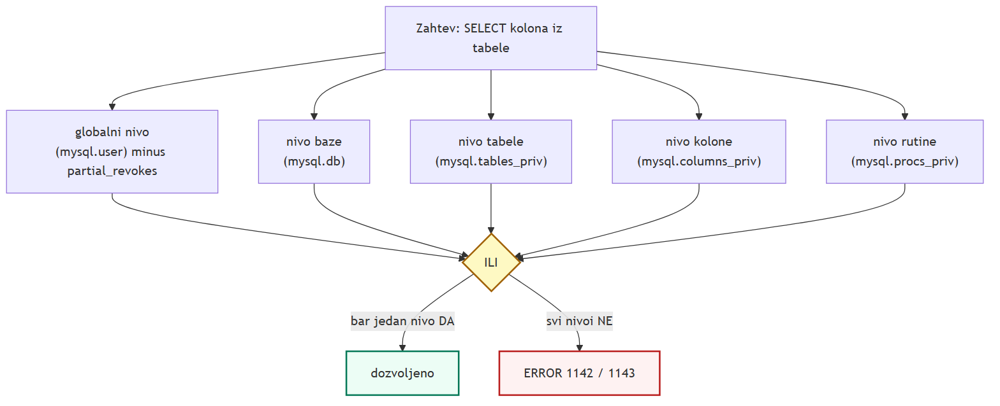 Zahtev: SELECT kolona iz
tabele
globalni nivo
(mysql.user) minus
partial_revokes
nivo baze
(mysql.db)
nivo tabele
(mysql.tables_priv)
nivo kolone
(mysql.columns_priv)
nivo rutine
(mysql.procs_priv)
ILI
bar jedan nivo DA
svi nivoi NE
dozvoljeno
ERROR 1142 / 1143